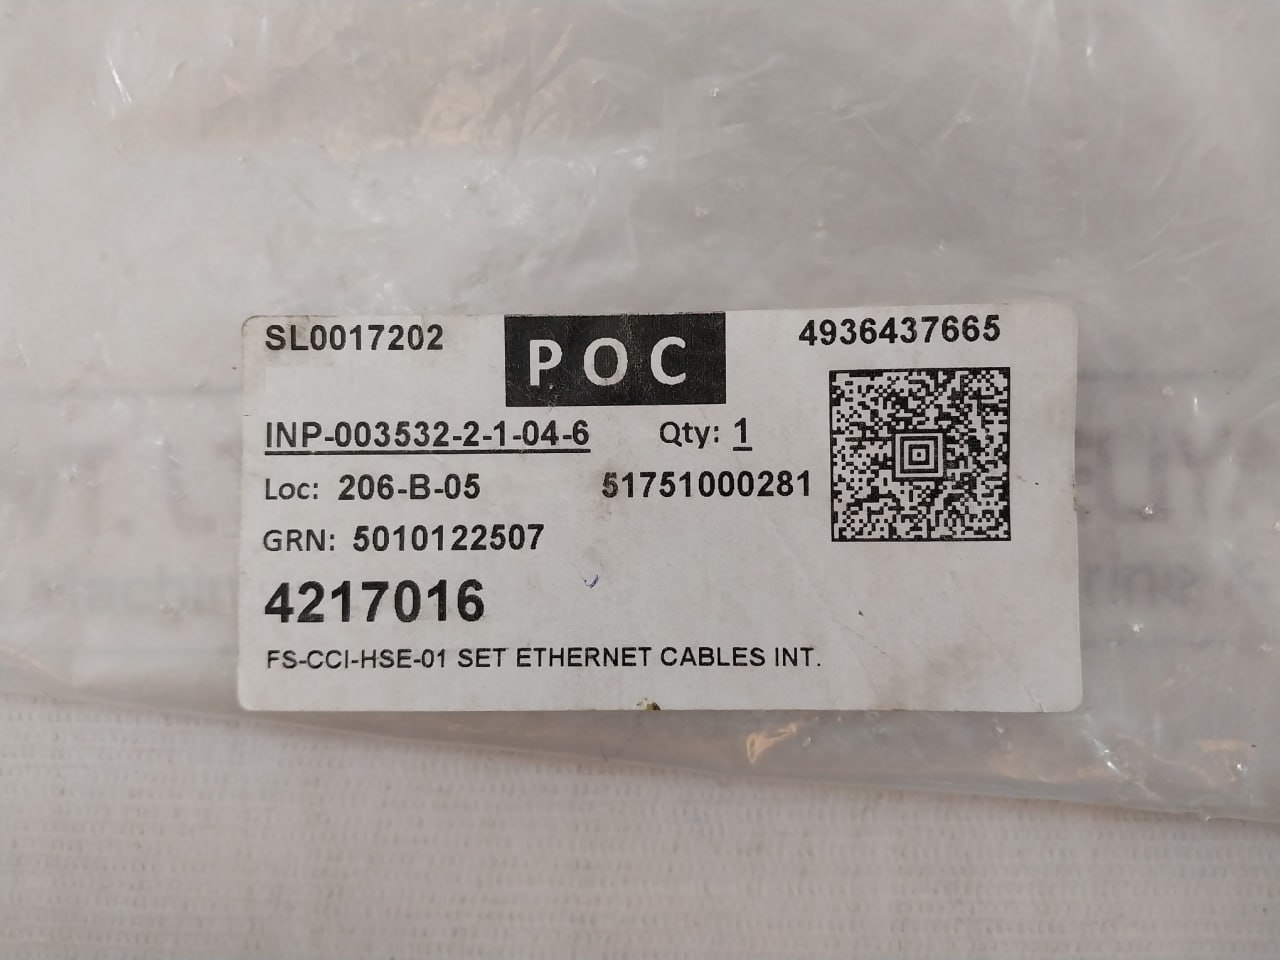 SL0017202 POC 4936437665
INP-003532-2-1-04-6 Qty: 1
Loc: 206-B-05 51751000281
GRN: 5010122507
4217016
FS-CCI-HSE-01 SET ETHERNET CABLES INT.